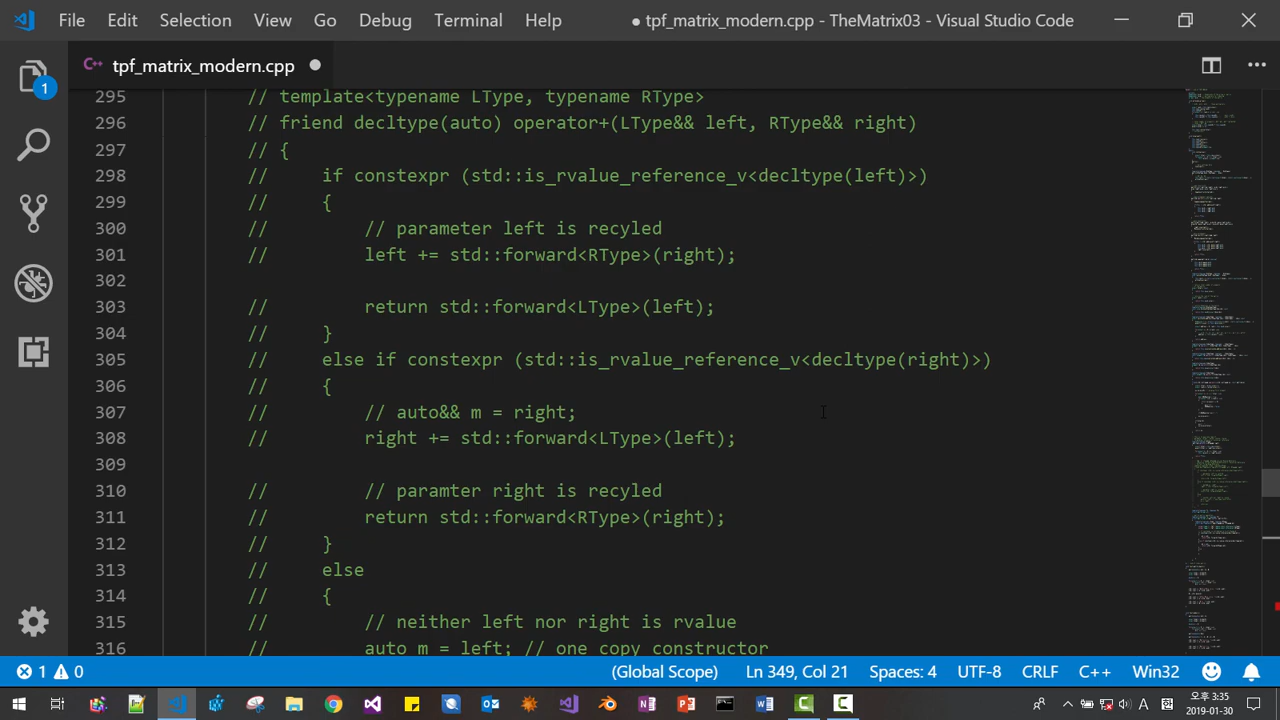 File Edit Selection View Go Debug Terminal Help ● tpf_matrix_modern.cpp - TheMatrix03 - Visual Studio Code
C++ tpf_matrix_modern.cpp
1
295 // template<typename LType, typename RType>
296 // friend decltype(auto) operator+(LType&& left, RType&& right)
297 // {
298 // if constexpr (std::is_rvalue_reference_v<decltype(left)>)
299 // {
300 // // parameter left is recyled
301 // left += std::forward<RType>(right);
302
303 // return std::forward<LType>(left);
304 // }
305 // else if constexpr(std::is_rvalue_reference_v<decltype(right)>)
306 // {
307 // // auto&& m = right;
308 // right += std::forward<LType>(left);
309 //
310 // // paramter right is recyled
311 // return std::forward<RType>(right);
312 // }
313 // else
314 // {
315 // // neither left nor right is rvalue
316 // auto m = left; // one copy constructor
1 0 (Global Scope) Ln 349, Col 21 Spaces: 4 UTF-8 CRLF C++ Win32
A 오후 3:35
2019-01-30